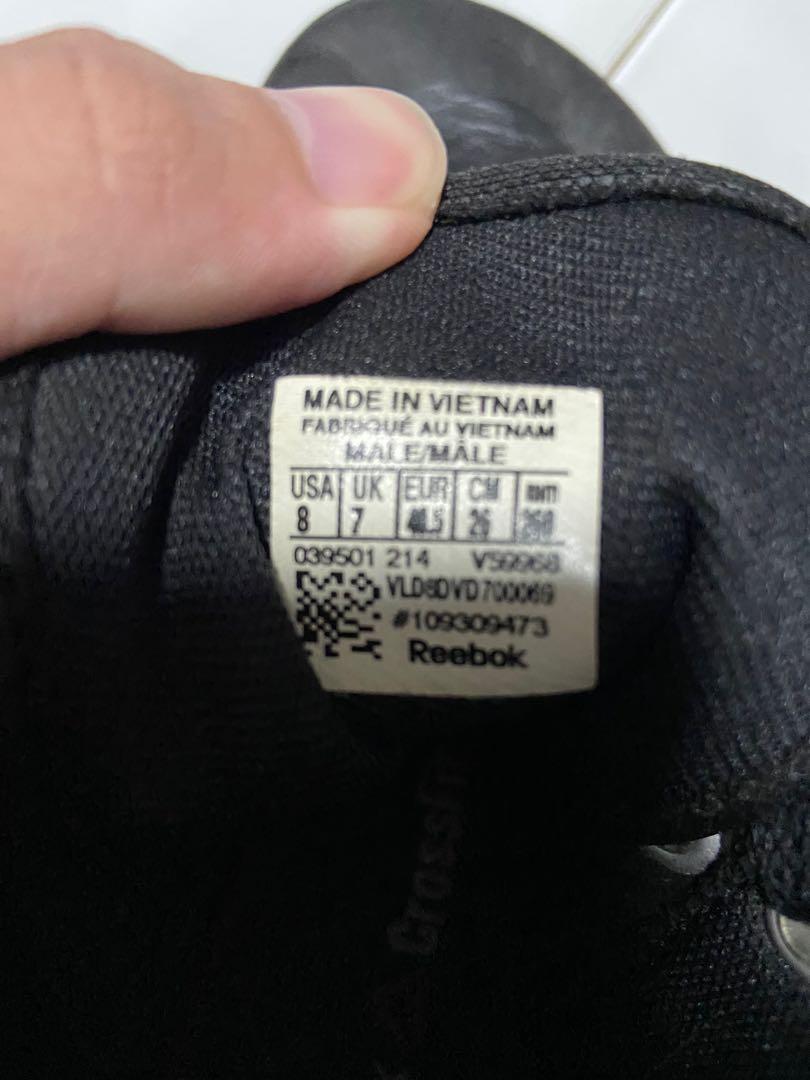 MADE IN VIETNAM
FABRIQUÉ AU VIETNAM
MALE/MÂLE
USA UK EUR CM mm
8 7 40.5 26 260
039501 214 V59968
VLD8DVD700069
#109309473
Reebok
Crossfi